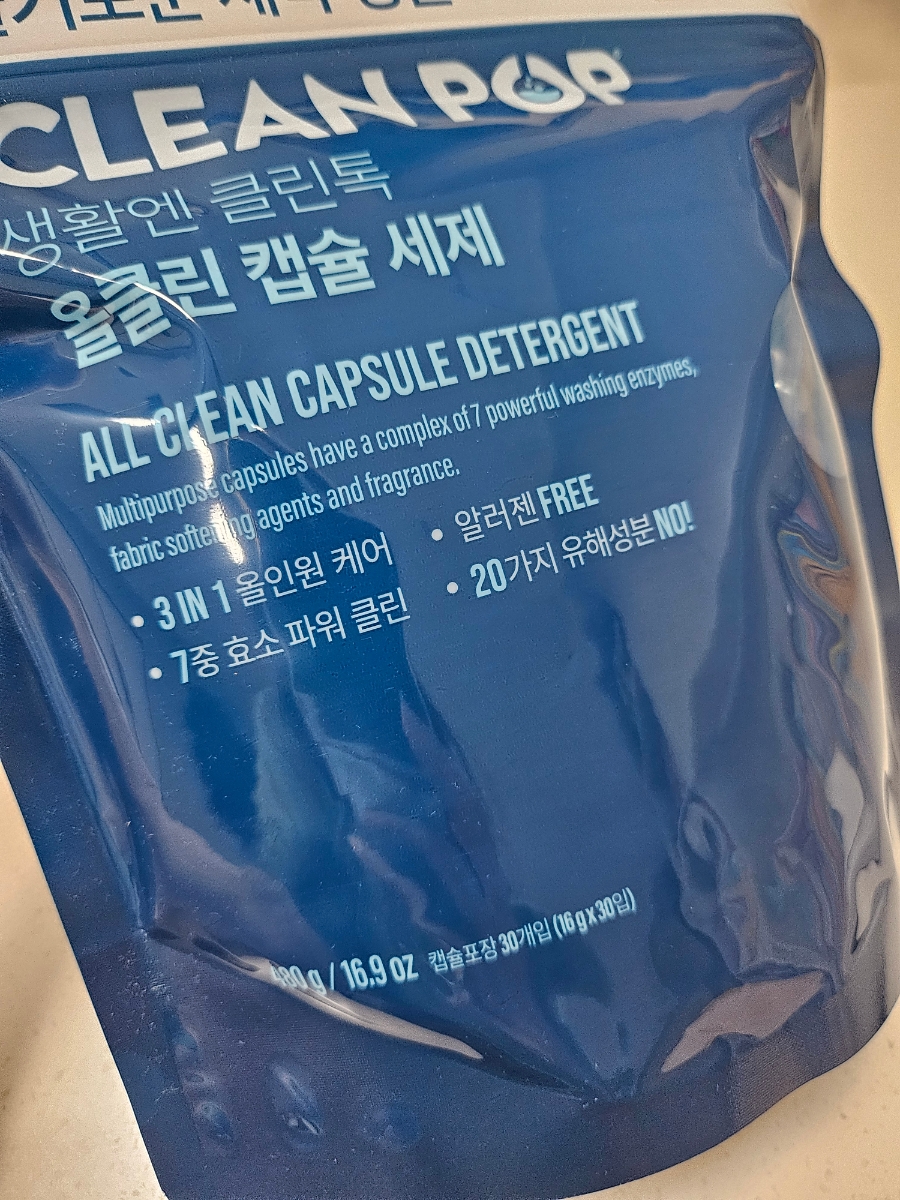 CLEAN POP
생활엔 클린톡
올클린 캡슐 세제
ALL CLEAN CAPSULE DETERGENT
Multipurpose capsules have a complex of 7 powerful washing enzymes,
fabric softening agents and fragrance.
• 3 IN 1 올인원 케어
• 7중 효소 파워 클린
• 알러젠 FREE
• 20가지 유해성분 NO!
480 g / 16.9 oz 캡슐포장 30개입 (16 g x 30입)